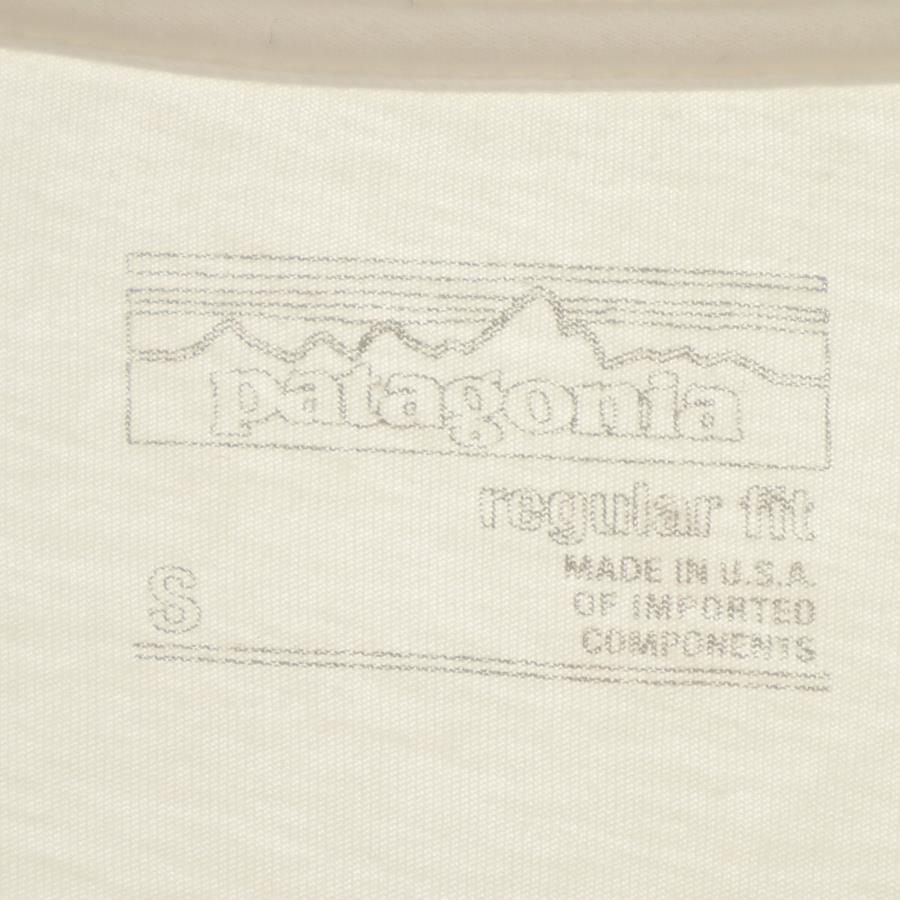 patagonia
regular fit
S
MADE IN U.S.A.
OF IMPORTED
COMPONENTS